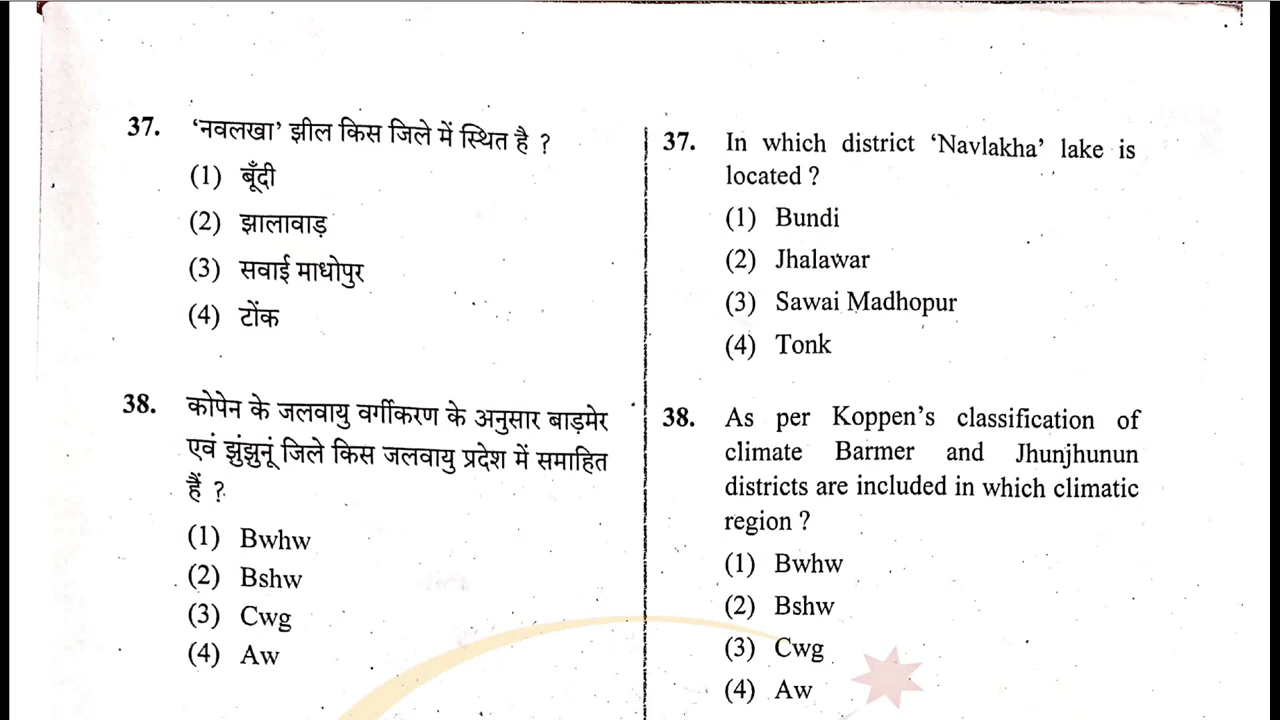 37. ‘नवलखा’ झील किस जिले में स्थित है ?
(1) बूँदी
(2) झालावाड़
(3) सवाई माधोपुर
(4) टोंक
38. कोपेन के जलवायु वर्गीकरण के अनुसार बाड़मेर
एवं झुंझुनूं जिले किस जलवायु प्रदेश में समाहित
हैं ?
(1) Bwhw
(2) Bshw
(3) Cwg
(4) Aw
37. In which district ‘Navlakha’ lake is
located ?
(1) Bundi
(2) Jhalawar
(3) Sawai Madhopur
(4) Tonk
38. As per Koppen’s classification of
climate Barmer and Jhunjhunun
districts are included in which climatic
region ?
(1) Bwhw
(2) Bshw
(3) Cwg
(4) Aw